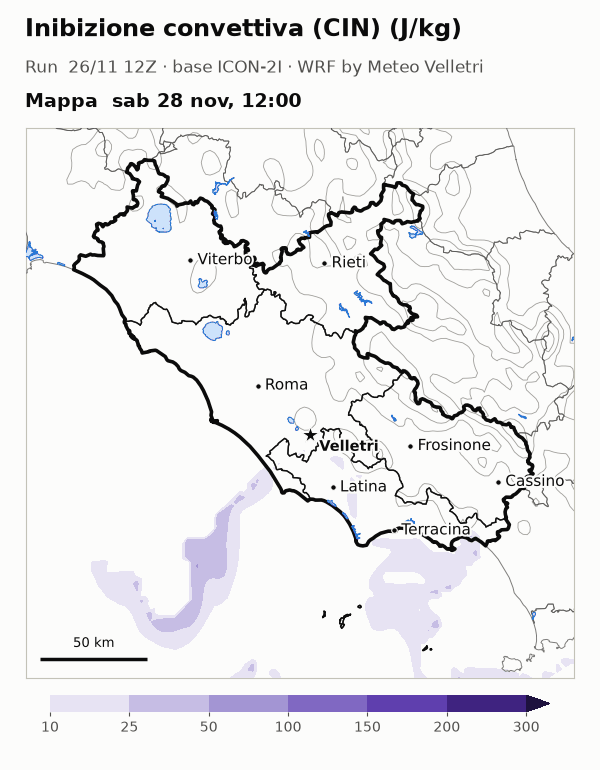 Inibizione convettiva (CIN) (J/kg)
Run  26/11 12Z · base ICON-2I · WRF by Meteo Velletri
Mappa  sab 28 nov, 12:00
Viterbo
Rieti
Roma
Velletri
Frosinone
Latina
Cassino
Terracina
50 km
10 25 50 100 150 200 300